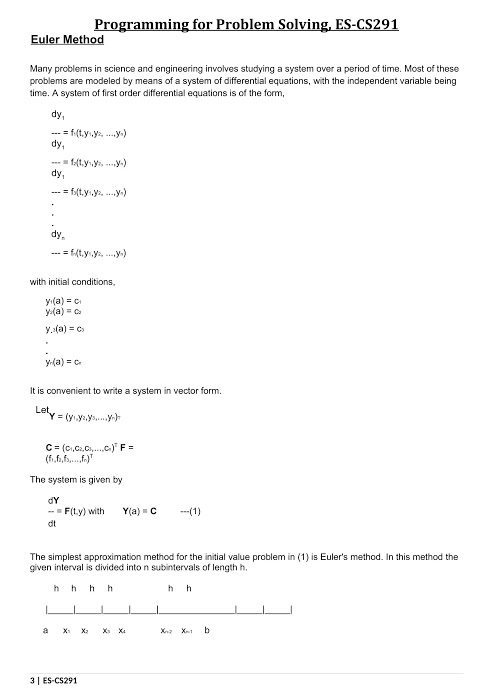 Programming for Problem Solving, ES-CS291
Euler Method
Many problems in science and engineering involves studying a system over a period of time. Most of these
problems are modeled by means of a system of differential equations, with the independent variable being
time. A system of first order differential equations is of the form,
dy₁
--- = f₁(t,y₁,y₂, ...,yₙ)
dy₁
--- = f₂(t,y₁,y₂, ...,yₙ)
dy₁
--- = f₃(t,y₁,y₂, ...,yₙ)
.
.
.
dyₙ
--- = fₙ(t,y₁,y₂, ...,yₙ)
with initial conditions,
y₁(a) = c₁
y₂(a) = c₂
y,₃(a) = c₃
.
.
yₙ(a) = cₙ
It is convenient to write a system in vector form.
Let Y = (y₁,y₂,y₃,...,yₙ)T
C = (c₁,c₂,c₃,...,cₙ)ᵀ F =
(f₁,f₂,f₃,...,fₙ)ᵀ
The system is given by
dY
-- = F(t,y) with Y(a) = C ---(1)
dt
The simplest approximation method for the initial value problem in (1) is Euler's method. In this method the
given interval is divided into n subintervals of length h.
h h h h h h
|_____|_____|_____|_____|_______________|_____|_____|
a x₁ x₂ x₃ x₄ xₙ₋₂ xₙ₋₁ b
3 | ES-CS291